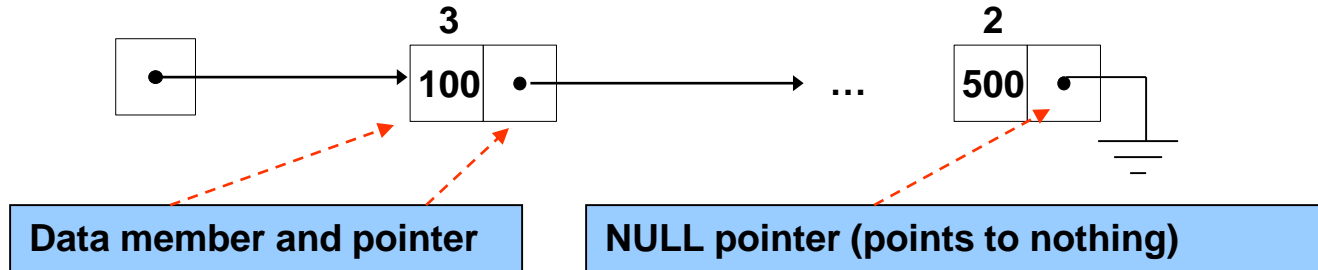 3 2
100 ... 500
Data member and pointer
NULL pointer (points to nothing)